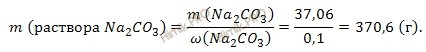 m (раствора Na₂CO₃) = m (Na₂CO₃) / ω(Na₂CO₃) = 37,06 / 0,1 = 370,6 (г).